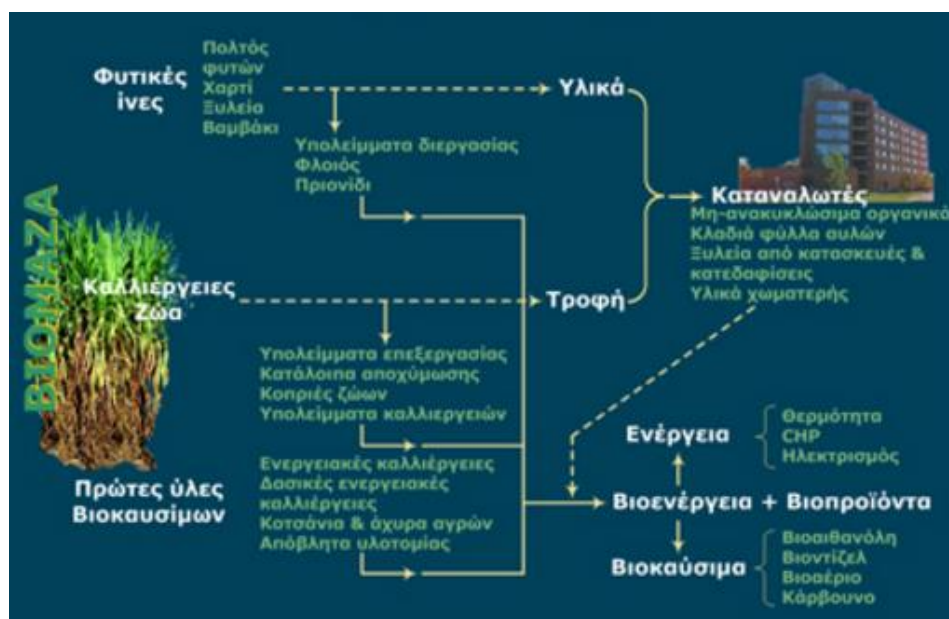 ΒΙΟΜΑΖΑ
Φυτικές
ίνες
Πολτός
φυτών
Χαρτί
Ξυλεία
Βαμβάκι
Υλικά
Υπολείμματα διεργασίας
Φλοιός
Πριονίδι
Καταναλωτές
Μη-ανακυκλώσιμα οργανικά
Κλαδιά φύλλα αυλών
Ξυλεία από κατασκευές &
κατεδαφίσεις
Υλικά χωματερής
Καλλιέργειες
Ζώα
Τροφή
Υπολείμματα επεξεργασίας
Κατάλοιπα αποχύμωσης
Κοπριές ζώων
Υπολείμματα καλλιεργειών
Πρώτες ύλες
Βιοκαυσίμων
Ενεργειακές καλλιέργειες
Δασικές ενεργειακές
καλλιέργειες
Κοτσάνια & άχυρα αγρών
Απόβλητα υλοτομίας
Ενέργεια
Θερμότητα
CHP
Ηλεκτρισμός
Βιοενέργεια + Βιοπροϊόντα
Βιοκαύσιμα
Βιοαιθανόλη
Βιοντίζελ
Βιοαέριο
Κάρβουνο